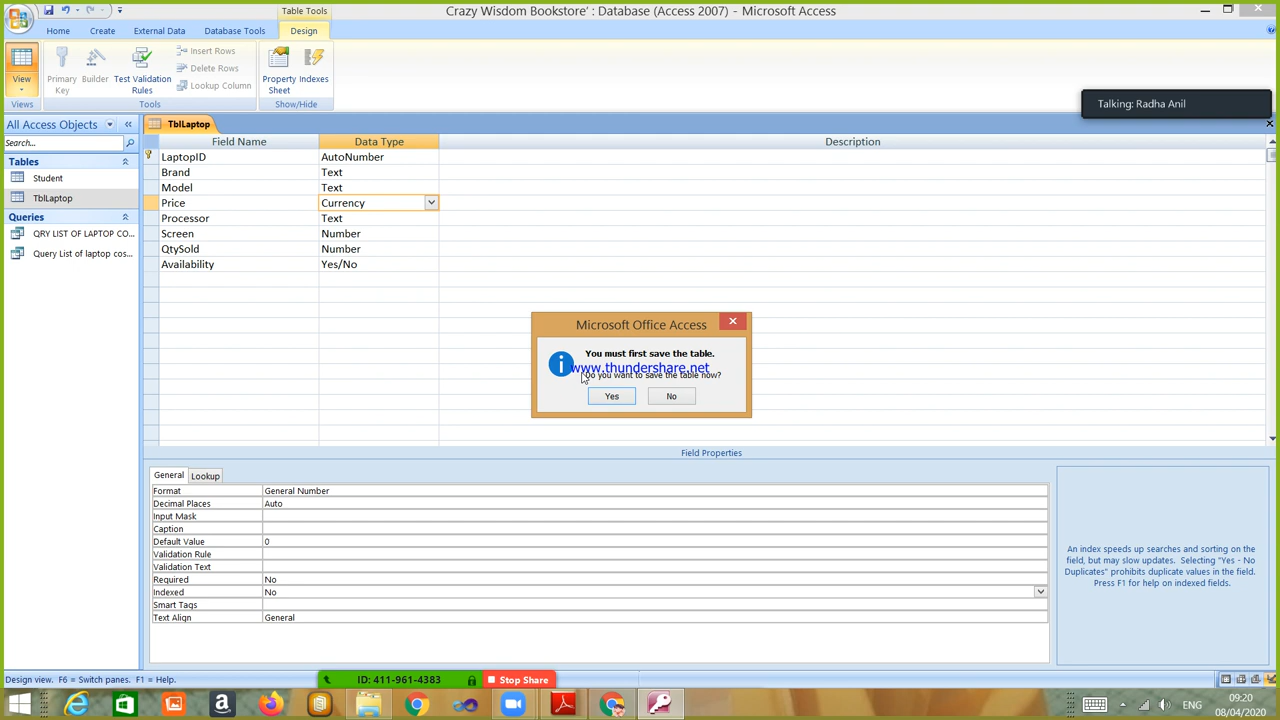 Table Tools
Crazy Wisdom Bookstore' : Database (Access 2007) - Microsoft Access
Home
Create
External Data
Database Tools
Design
View
Primary Key
Builder
Test Validation Rules
Insert Rows
Delete Rows
Lookup Column
Property Sheet
Indexes
Views
Tools
Show/Hide
Talking: Radha Anil
All Access Objects
Search...
Tables
Student
TblLaptop
Queries
QRY LIST OF LAPTOP CO...
Query List of laptop cos...
TblLaptop
Field Name Data Type Description
LaptopID AutoNumber
Brand Text
Model Text
Price Currency
Processor Text
Screen Number
QtySold Number
Availability Yes/No
Microsoft Office Access
You must first save the table.
www.thundershare.net
Do you want to save the table now?
Yes No
Field Properties
General Lookup
Format General Number
Decimal Places Auto
Input Mask
Caption
Default Value 0
Validation Rule
Validation Text
Required No
Indexed No
Smart Tags
Text Align General
An index speeds up searches and sorting on the
field, but may slow updates. Selecting "Yes - No
Duplicates" prohibits duplicate values in the field.
Press F1 for help on indexed fields.
Design view. F6 = Switch panes. F1 = Help.
ID: 411-961-4383
Stop Share
ENG
09:20
08/04/2020